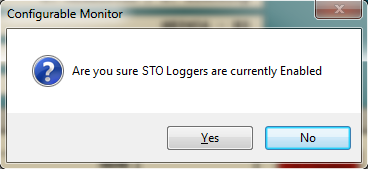 Configurable Monitor
Are you sure STO Loggers are currently Enabled
Yes
No